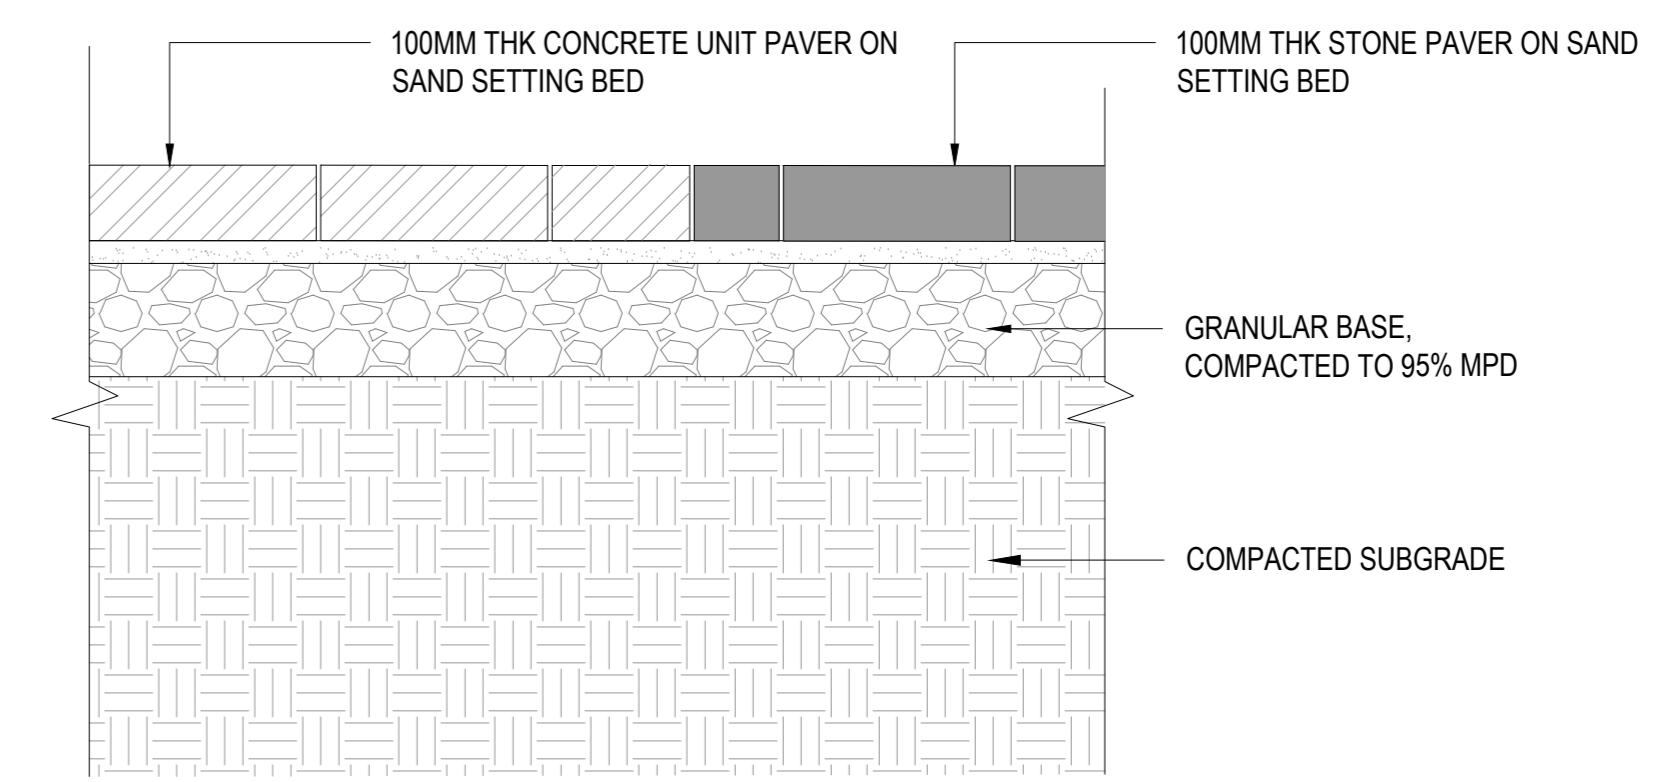 100MM THK CONCRETE UNIT PAVER ON
SAND SETTING BED
100MM THK STONE PAVER ON SAND
SETTING BED
GRANULAR BASE,
COMPACTED TO 95% MPD
COMPACTED SUBGRADE